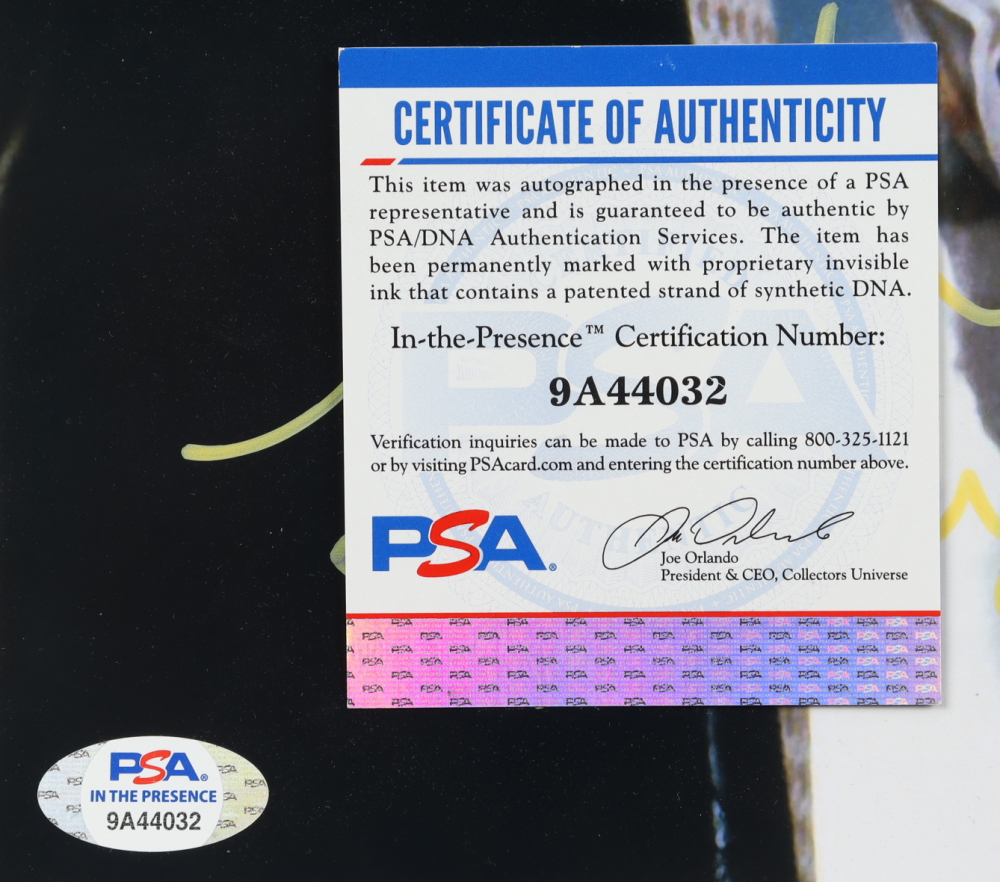 CERTIFICATE OF AUTHENTICITY
This item was autographed in the presence of a PSA
representative and is guaranteed to be authentic by
PSA/DNA Authentication Services. The item has
been permanently marked with proprietary invisible
ink that contains a patented strand of synthetic DNA.
In-the-Presence™ Certification Number:
9A44032
Verification inquiries can be made to PSA by calling 800-325-1121
or by visiting PSAcard.com and entering the certification number above.
PSA®
Joe Orlando
President & CEO, Collectors Universe
PSA®
IN THE PRESENCE
9A44032